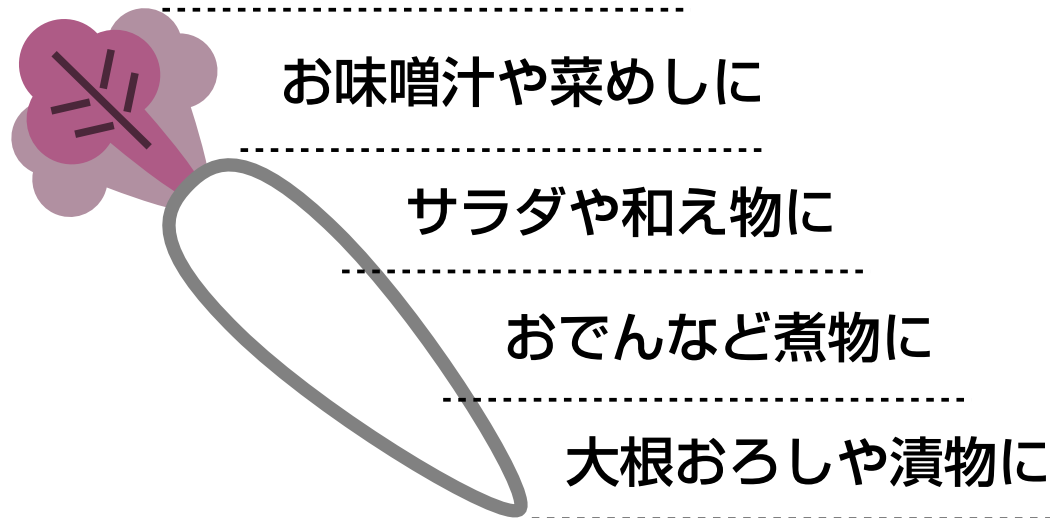 お味噌汁や菜めしに
サラダや和え物に
おでんなど煮物に
大根おろしや漬物に